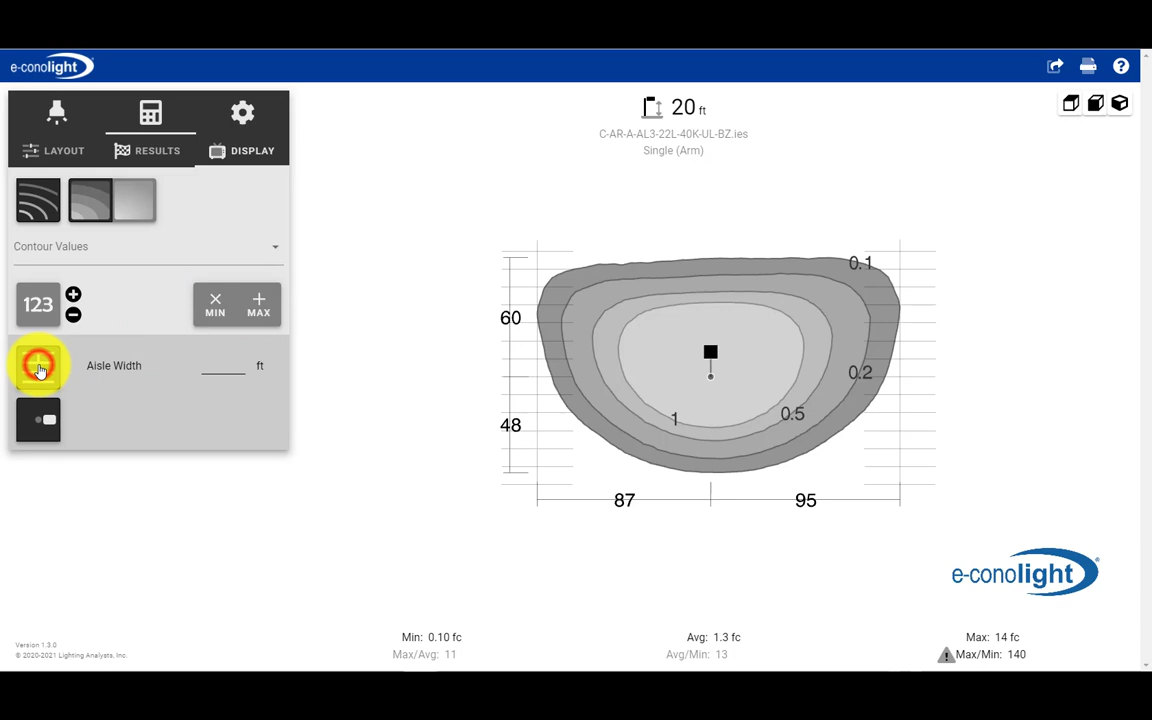 e-conolight
LAYOUT
RESULTS
DISPLAY
Contour Values
123
MIN
MAX
Aisle Width
ft
20 ft
C-AR-A-AL3-22L-40K-UL-BZ.ies
Single (Arm)
0.1
60
0.2
1
0.5
48
87
95
e-conolight
Min: 0.10 fc
Avg: 1.3 fc
Max: 14 fc
Max/Avg: 11
Avg/Min: 13
Max/Min: 140
Version 1.3.0
© 2020-2021 Lighting Analysts, Inc.